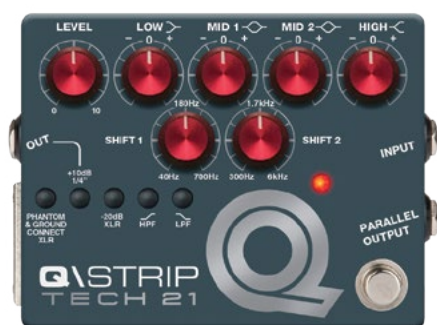 LEVEL LOW MID 1 MID 2 HIGH
- 0 + - 0 + - 0 + - 0 +
0 10 180Hz 1.7kHz
SHIFT 1 SHIFT 2
40Hz 700Hz 300Hz 6kHz
OUT
INPUT
+10dB
1/4"
PHANTOM
& GROUND
CONNECT
XLR
-20dB
XLR
HPF
LPF
PARALLEL
OUTPUT
Q\STRIP
TECH 21
Q